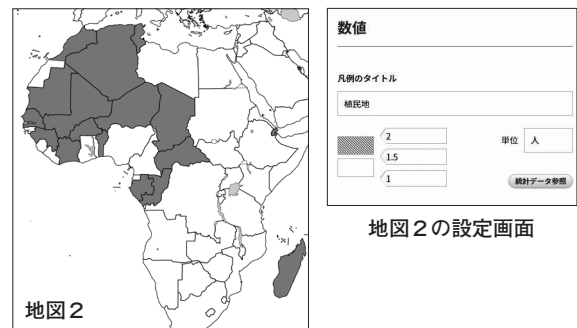 数値
凡例のタイトル
植民地
2
1.5
1
単位 人
統計データ参照
地図2の設定画面
地図2